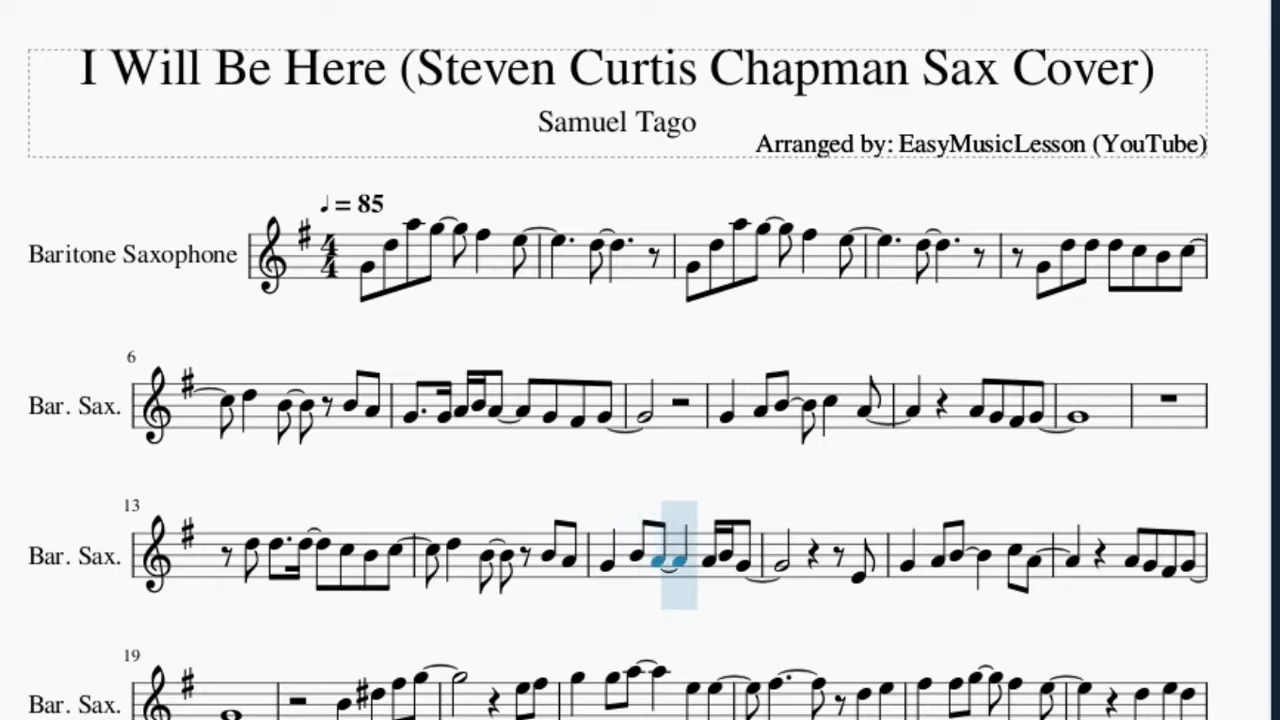 I Will Be Here (Steven Curtis Chapman Sax Cover)
Samuel Tago
Arranged by: EasyMusicLesson (YouTube)
♩ = 85
Baritone Saxophone
4
4
6
Bar. Sax.
13
Bar. Sax.
19
Bar. Sax.